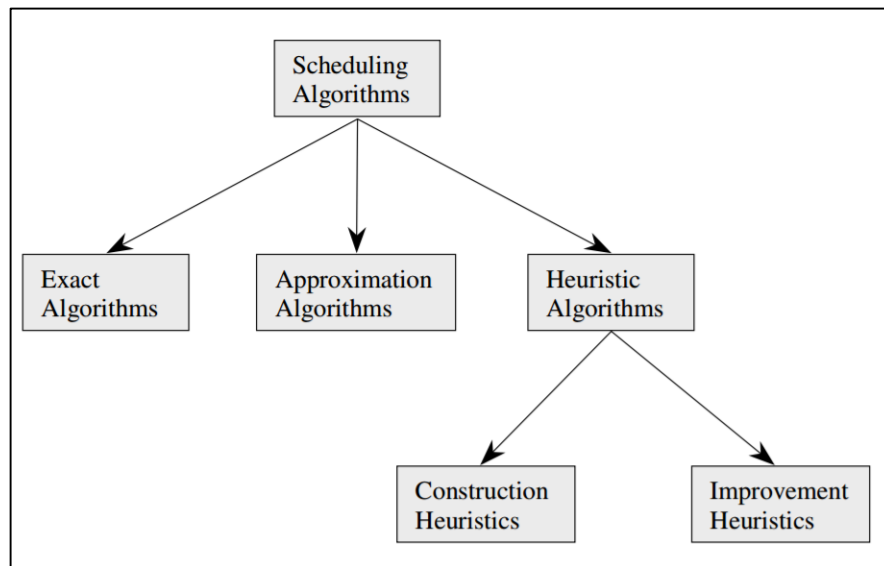 Scheduling
Algorithms
Exact
Algorithms
Approximation
Algorithms
Heuristic
Algorithms
Construction
Heuristics
Improvement
Heuristics